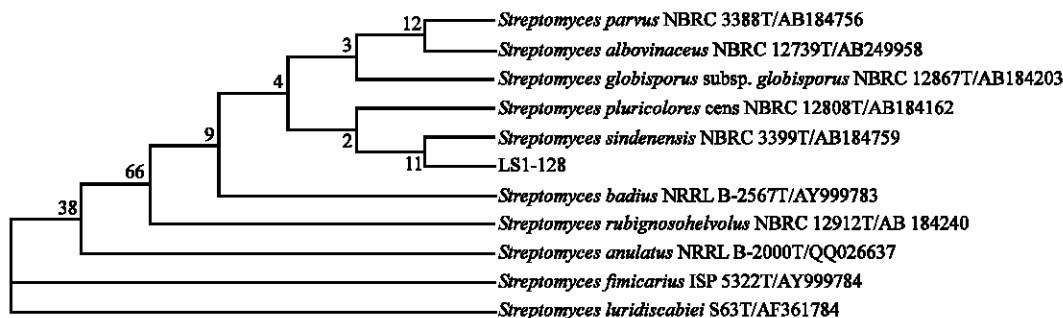 Streptomyces parvus NBRC 3388T/AB184756
12
Streptomyces albovinaceus NBRC 12739T/AB249958
3
Streptomyces globisporus subsp. globisporus NBRC 12867T/AB184203
4
Streptomyces pluricolores cens NBRC 12808T/AB184162
2
Streptomyces sindenensis NBRC 3399T/AB184759
9
11
LS1-128
66
Streptomyces badius NRRL B-2567T/AY999783
38
Streptomyces rubignosohelvolus NBRC 12912T/AB 184240
Streptomyces anulatus NRRL B-2000T/QQ026637
Streptomyces fimicarius ISP 5322T/AY999784
Streptomyces luridiscabiei S63T/AF361784